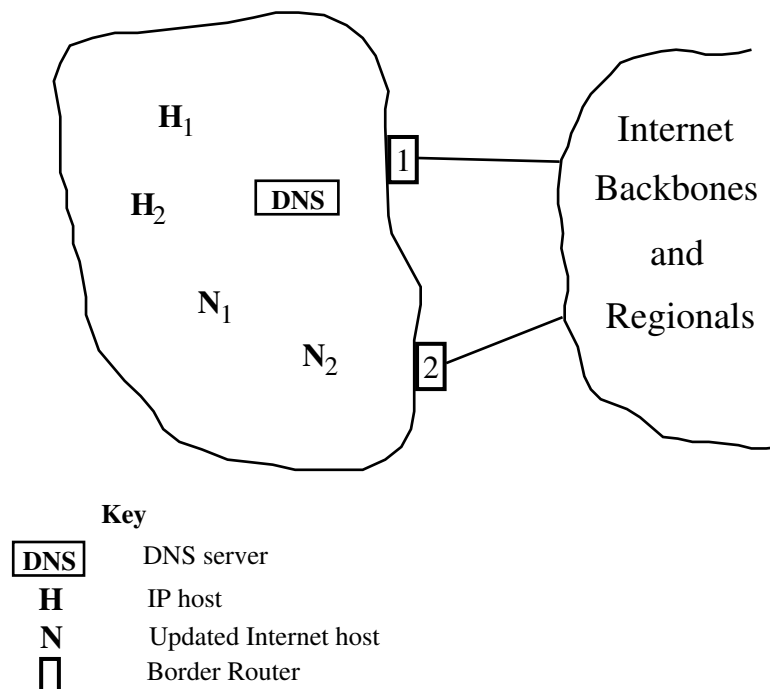 H1
1
Internet
Backbones
and
Regionals
H2
DNS
N1
N2
2
Key
DNS DNS server
H IP host
N Updated Internet host
Border Router